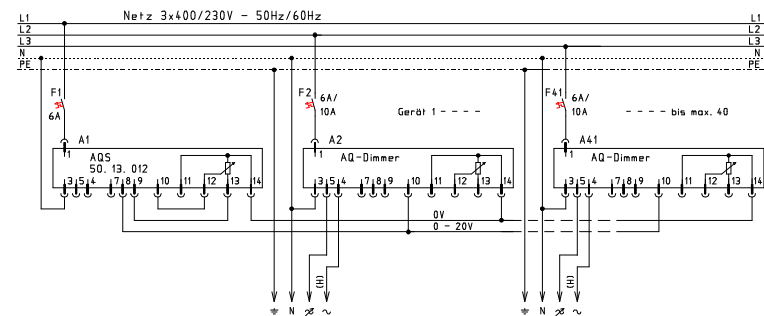 Netz 3x400/230V - 50Hz/60Hz
L1 L1
L2 L2
L3 L3
N N
PE PE
F1 F2 F41
6A 6A/ 10A 6A/ 10A
Gerät 1 - - - -
- - - - - bis max. 40
A1 A2 A41
1 1 1
AQS
50. 13. 012
AQ-Dimmer
AQ-Dimmer
3 5 4 7 8 9 10 11 12 13 14
3 5 4 7 8 9 10 11 12 13 14
3 5 4 7 8 9 10 11 12 13 14
0V
0 - 20V
(H) (H)
N ~ N ~